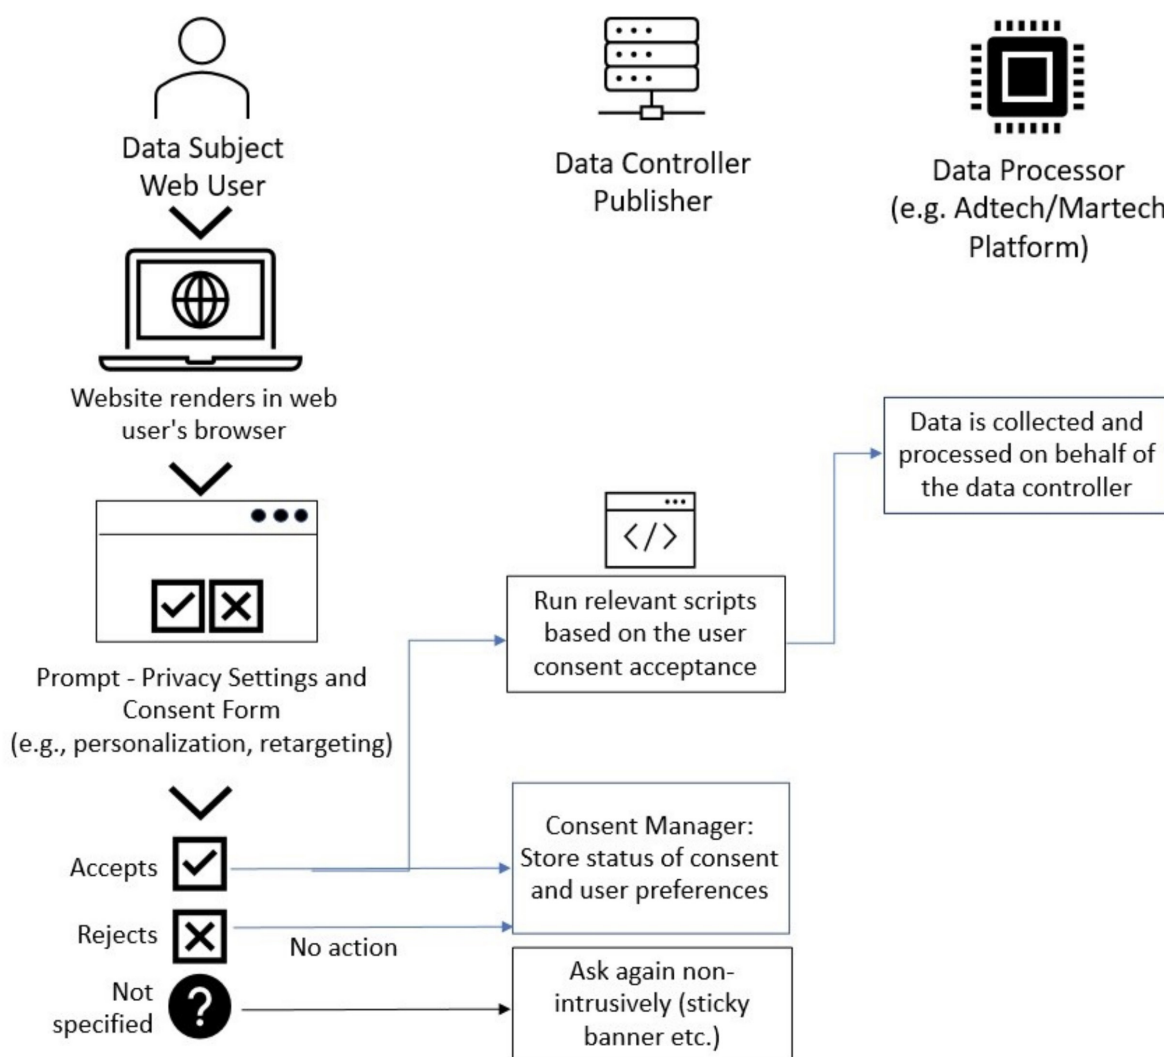 Data Subject
Web User
Data Controller
Publisher
Data Processor
(e.g. Adtech/Martech
Platform)
Website renders in web
user's browser
Data is collected and
processed on behalf of
the data controller
</>
Run relevant scripts
based on the user
consent acceptance
Prompt - Privacy Settings and
Consent Form
(e.g., personalization, retargeting)
Accepts
Consent Manager:
Store status of consent
and user preferences
Rejects
No action
Not
specified
?
Ask again non-
intrusively (sticky
banner etc.)